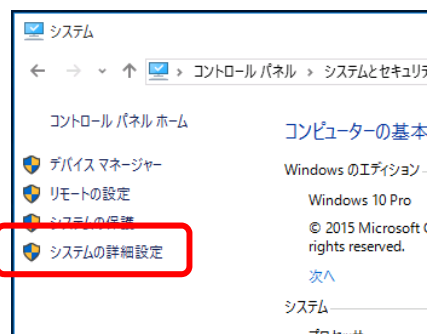 システム
コントロール パネル › システムとセキュリテ
コントロール パネル ホーム
デバイス マネージャー
リモートの設定
システムの保護
システムの詳細設定
コンピューターの基本
Windows のエディション
Windows 10 Pro
© 2015 Microsoft C
rights reserved.
次へ
システム